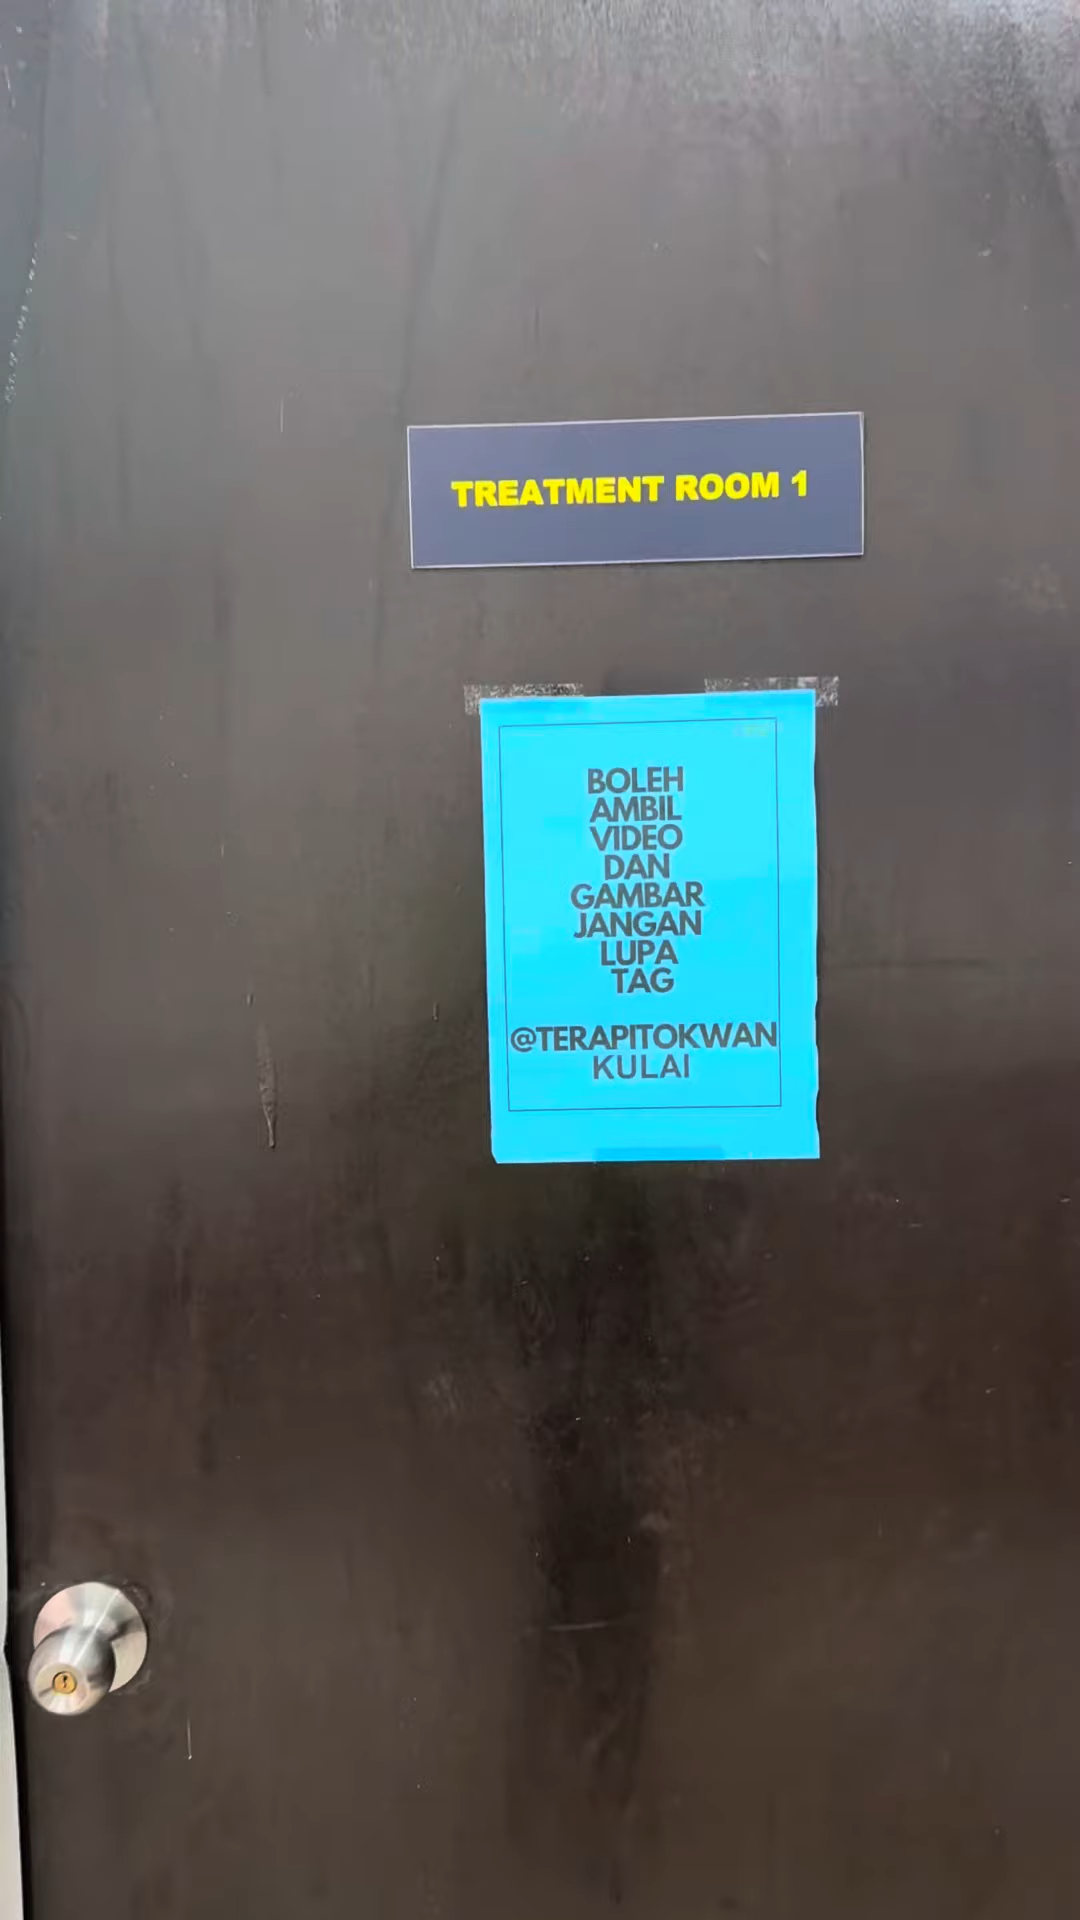 TREATMENT ROOM 1
BOLEH
AMBIL
VIDEO
DAN
GAMBAR
JANGAN
LUPA
TAG
@TERAPITOKWAN
KULAI